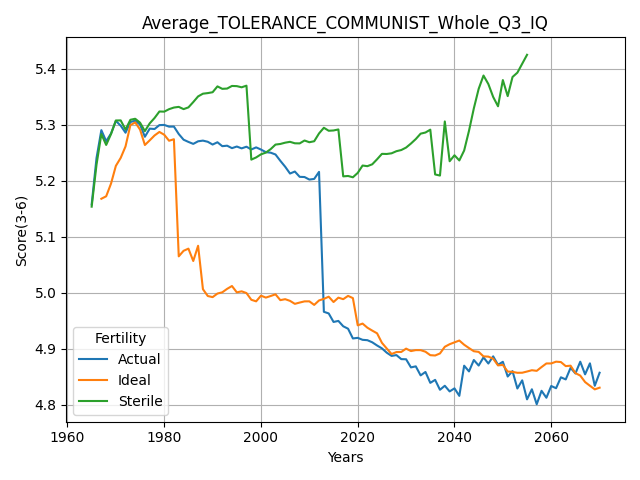 Average_TOLERANCE_COMMUNIST_Whole_Q3_IQ
Score(3-6)
5.4
5.3
5.2
5.1
5.0
4.9
4.8
Fertility
Actual
Ideal
Sterile
1960 1980 2000 2020 2040 2060
Years